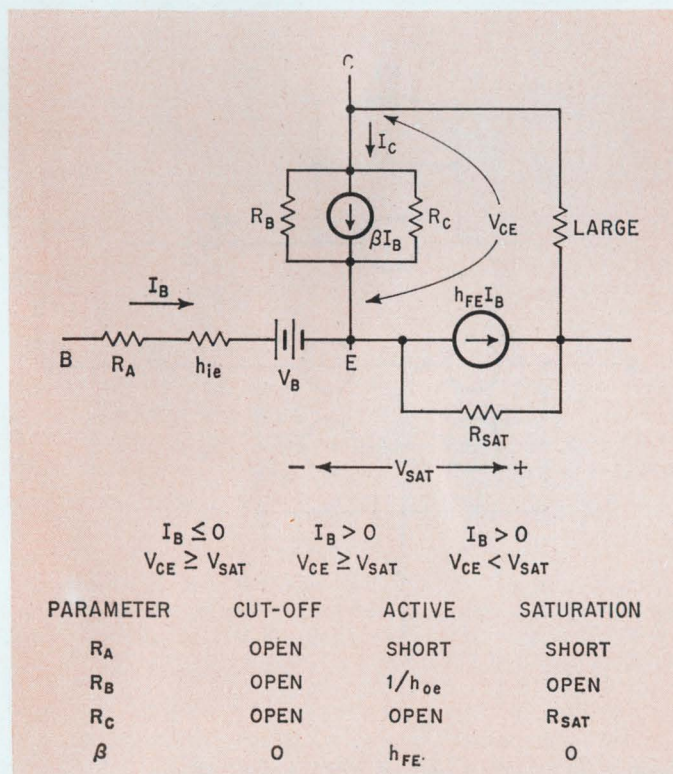 C
I_C
R_B
βI_B
R_C
V_CE
LARGE
I_B
h_FE I_B
B
R_A
h_ie
V_B
E
R_SAT
- V_SAT +
I_B ≤ 0 I_B > 0 I_B > 0
V_CE ≥ V_SAT V_CE ≥ V_SAT V_CE < V_SAT
PARAMETER CUT-OFF ACTIVE SATURATION
R_A OPEN SHORT SHORT
R_B OPEN 1/h_oe OPEN
R_C OPEN OPEN R_SAT
β 0 h_FE. 0